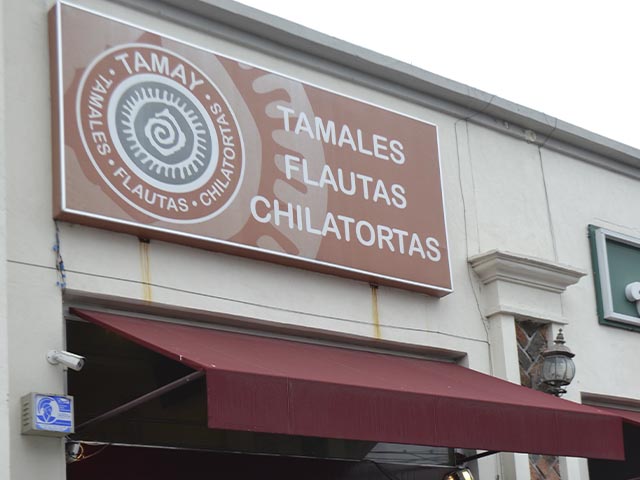 TAMAY
• TAMALES • FLAUTAS • CHILATORTAS •
TAMALES
FLAUTAS
CHILATORTAS